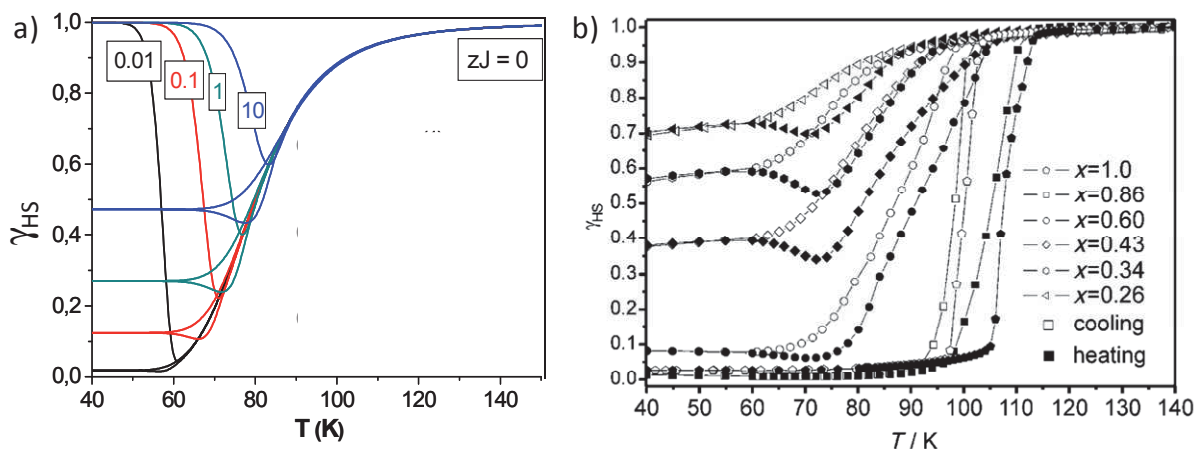 a)
γHS
1,0
0,8
0,6
0,4
0,2
0,0
0.01
0.1
1
10
zJ = 0
40 60 80 100 120 140
T (K)
b)
γHS
1.0
0.9
0.8
0.7
0.6
0.5
0.4
0.3
0.2
0.1
0.0
x=1.0
x=0.86
x=0.60
x=0.43
x=0.34
x=0.26
cooling
heating
40 50 60 70 80 90 100 110 120 130 140
T / K